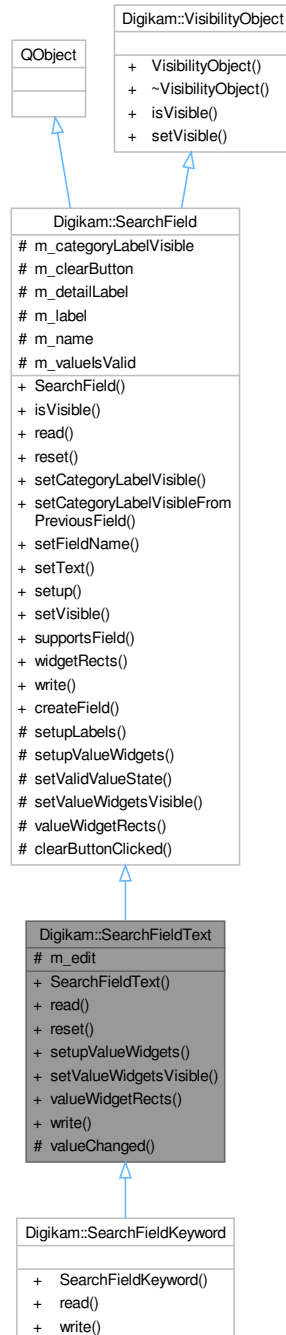 Digikam::VisibilityObject
+ VisibilityObject()
+ ~VisibilityObject()
+ isVisible()
+ setVisible()
QObject
Digikam::SearchField
# m_categoryLabelVisible
# m_clearButton
# m_detailLabel
# m_label
# m_name
# m_valueIsValid
+ SearchField()
+ isVisible()
+ read()
+ reset()
+ setCategoryLabelVisible()
+ setCategoryLabelVisibleFrom
PreviousField()
+ setFieldName()
+ setText()
+ setup()
+ setVisible()
+ supportsField()
+ widgetRects()
+ write()
+ createField()
# setupLabels()
# setupValueWidgets()
# setValidValueState()
# setValueWidgetsVisible()
# valueWidgetRects()
# clearButtonClicked()
Digikam::SearchFieldText
# m_edit
+ SearchFieldText()
+ read()
+ reset()
+ setupValueWidgets()
+ setValueWidgetsVisible()
+ valueWidgetRects()
+ write()
# valueChanged()
Digikam::SearchFieldKeyword
+ SearchFieldKeyword()
+ read()
+ write()